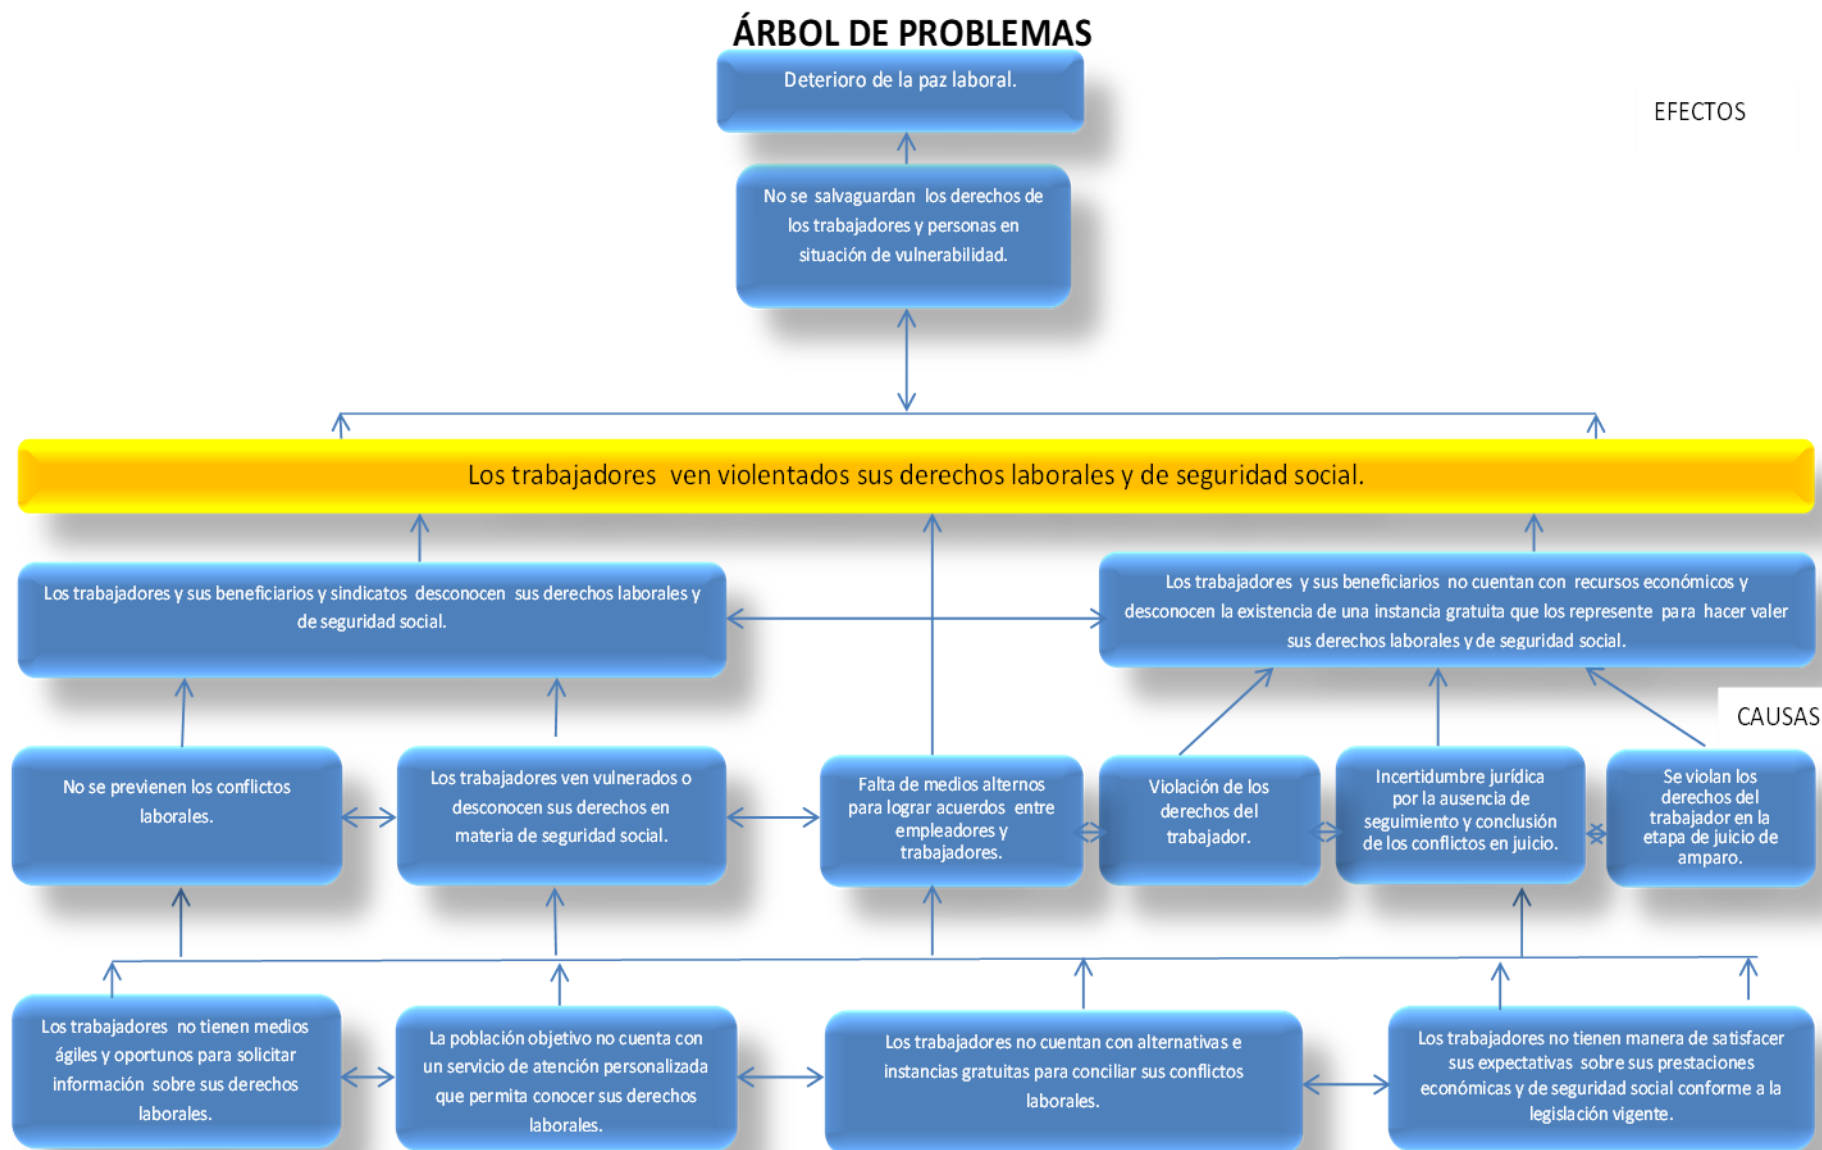 ÁRBOL DE PROBLEMAS
Deterioro de la paz laboral.
EFECTOS
No se salvaguardan los derechos de
los trabajadores y personas en
situación de vulnerabilidad.
Los trabajadores ven violentados sus derechos laborales y de seguridad social.
Los trabajadores y sus beneficiarios y sindicatos desconocen sus derechos laborales y
de seguridad social.
Los trabajadores y sus beneficiarios no cuentan con recursos económicos y
desconocen la existencia de una instancia gratuita que los represente para hacer valer
sus derechos laborales y de seguridad social.
CAUSAS
No se previenen los conflictos
laborales.
Los trabajadores ven vulnerados o
desconocen sus derechos en
materia de seguridad social.
Falta de medios alternos
para lograr acuerdos entre
empleadores y
trabajadores.
Violación de los
derechos del
trabajador.
Incertidumbre jurídica
por la ausencia de
seguimiento y conclusión
de los conflictos en juicio.
Se violan los
derechos del
trabajador en la
etapa de juicio de
amparo.
Los trabajadores no tienen medios
ágiles y oportunos para solicitar
información sobre sus derechos
laborales.
La población objetivo no cuenta con
un servicio de atención personalizada
que permita conocer sus derechos
laborales.
Los trabajadores no cuentan con alternativas e
instancias gratuitas para conciliar sus conflictos
laborales.
Los trabajadores no tienen manera de satisfacer
sus expectativas sobre sus prestaciones
económicas y de seguridad social conforme a la
legislación vigente.